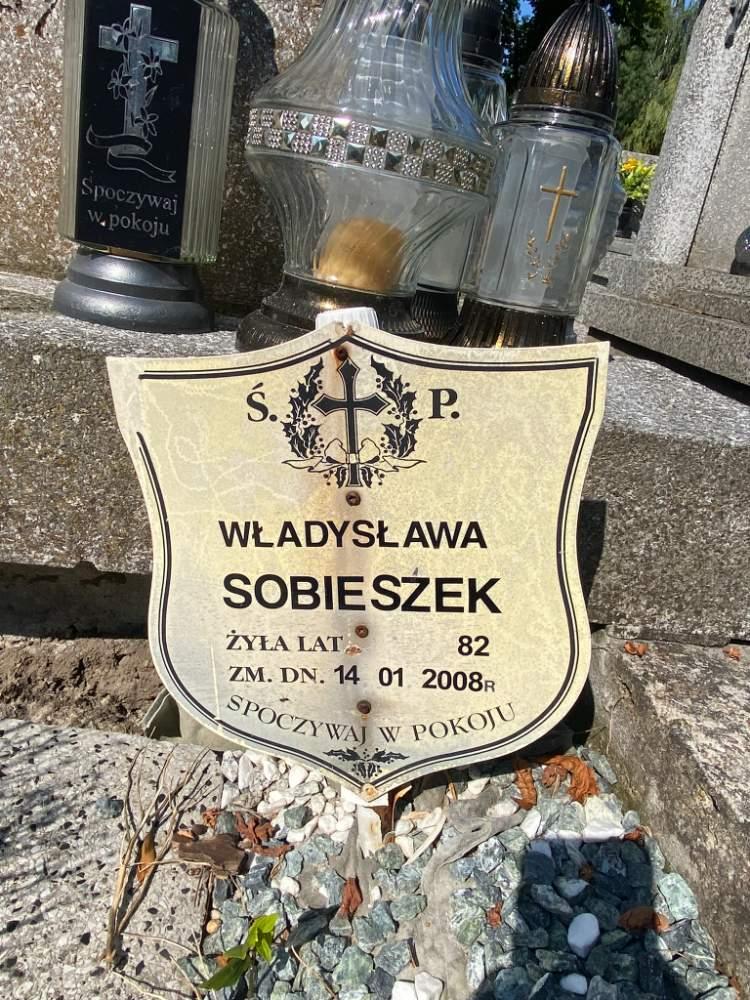 Spoczywaj
w pokoju
Ś. P.
WŁADYSŁAWA
SOBIESZEK
ŻYŁA LAT 82
ZM. DN. 14 01 2008R
SPOCZYWAJ W POKOJU